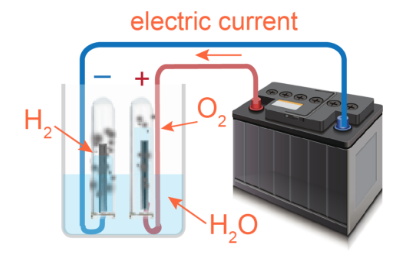 electric current
− +
H₂
O₂
H₂O